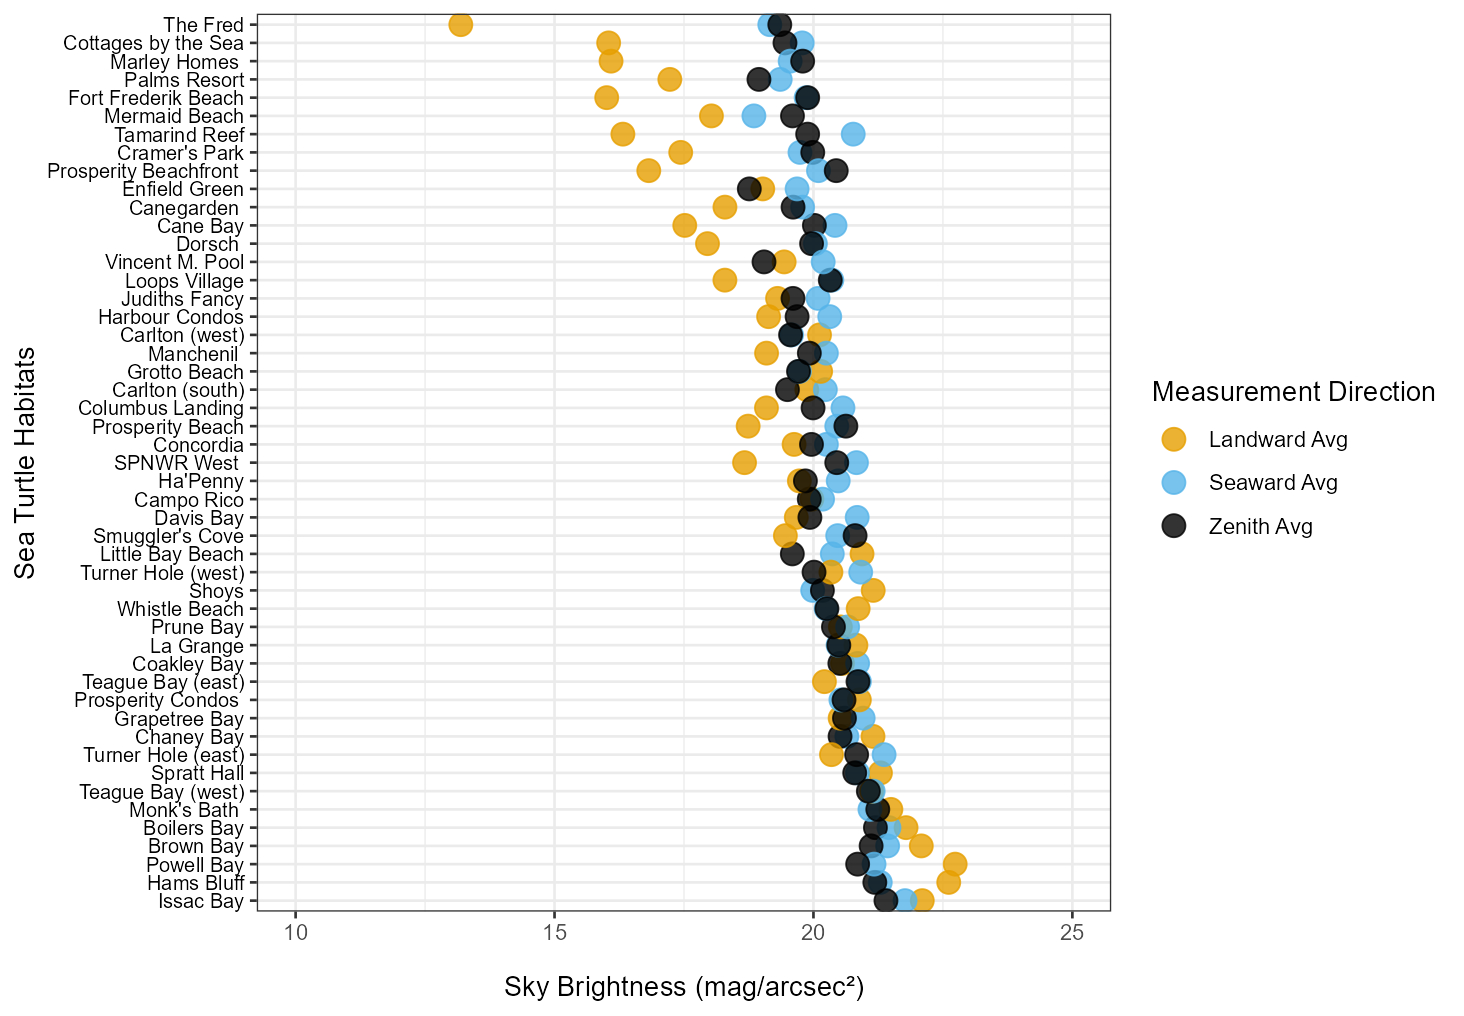 The Fred
Cottages by the Sea
Marley Homes
Palms Resort
Fort Frederik Beach
Mermaid Beach
Tamarind Reef
Cramer's Park
Prosperity Beachfront
Enfield Green
Canegarden
Cane Bay
Dorsch
Vincent M. Pool
Loops Village
Judiths Fancy
Harbour Condos
Carlton (west)
Manchenil
Grotto Beach
Carlton (south)
Columbus Landing
Prosperity Beach
Concordia
SPNWR West
Ha'Penny
Campo Rico
Davis Bay
Smuggler's Cove
Little Bay Beach
Turner Hole (west)
Shoys
Whistle Beach
Prune Bay
La Grange
Coakley Bay
Teague Bay (east)
Prosperity Condos
Grapetree Bay
Chaney Bay
Turner Hole (east)
Spratt Hall
Teague Bay (west)
Monk's Bath
Boilers Bay
Brown Bay
Powell Bay
Hams Bluff
Issac Bay
Sea Turtle Habitats
10 15 20 25
Sky Brightness (mag/arcsec²)
Measurement Direction
Landward Avg
Seaward Avg
Zenith Avg